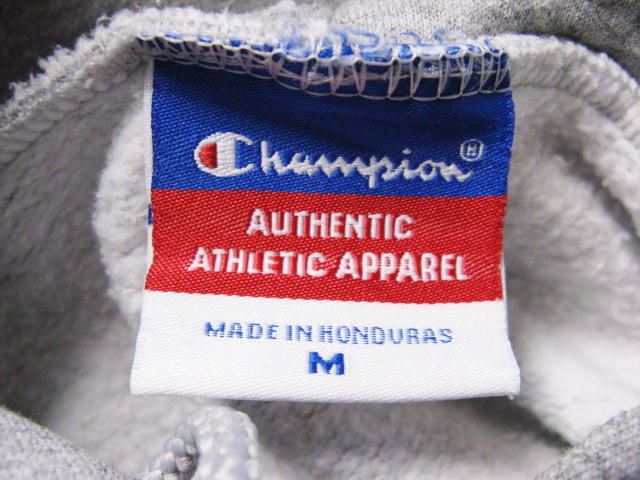 Champion®
AUTHENTIC
ATHLETIC APPAREL
MADE IN HONDURAS
M